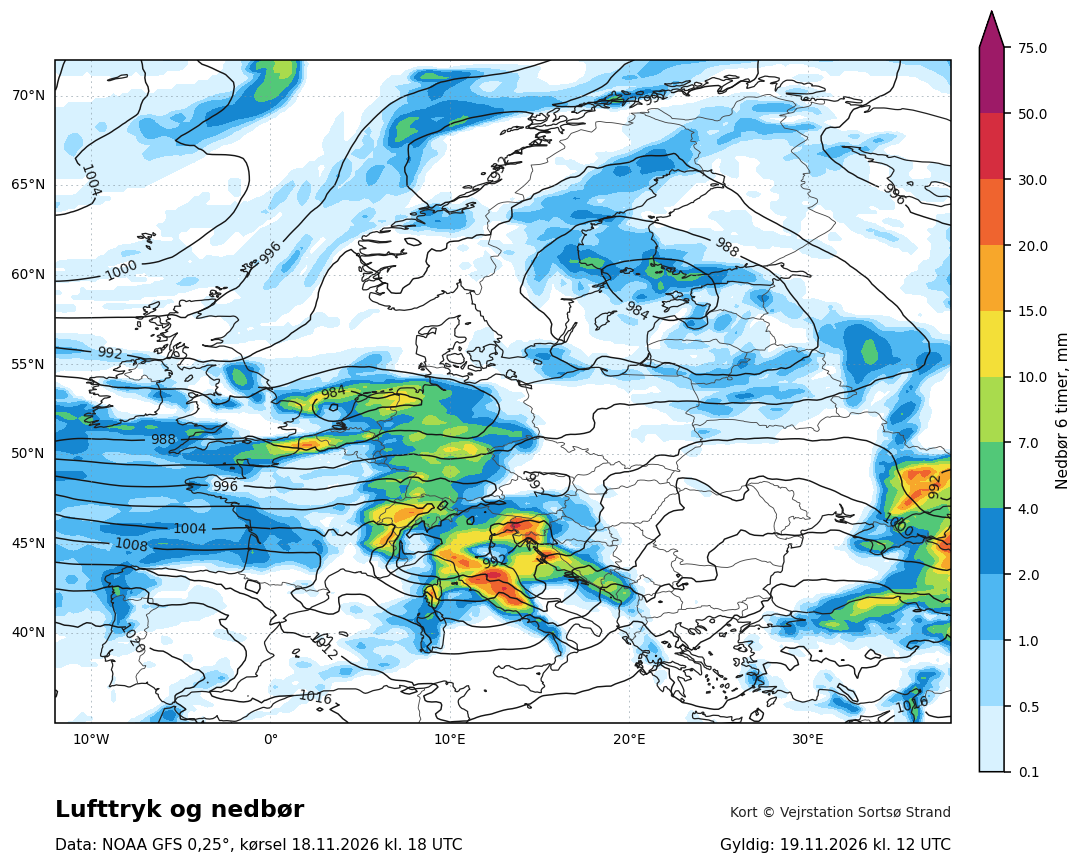 75.0
50.0
30.0
20.0
15.0
10.0
7.0
4.0
2.0
1.0
0.5
0.1
Nedbør 6 timer, mm
70°N
65°N
60°N
55°N
50°N
45°N
40°N
10°W
0°
10°E
20°E
30°E
992
992
1004
996
996
988
1000
984
992
984
988
992
992
996
1000
1004
1008
992
1020
1012
1016
1016
Lufttryk og nedbør
Kort © Vejrstation Sortsø Strand
Data: NOAA GFS 0,25°, kørsel 18.11.2026 kl. 18 UTC
Gyldig: 19.11.2026 kl. 12 UTC